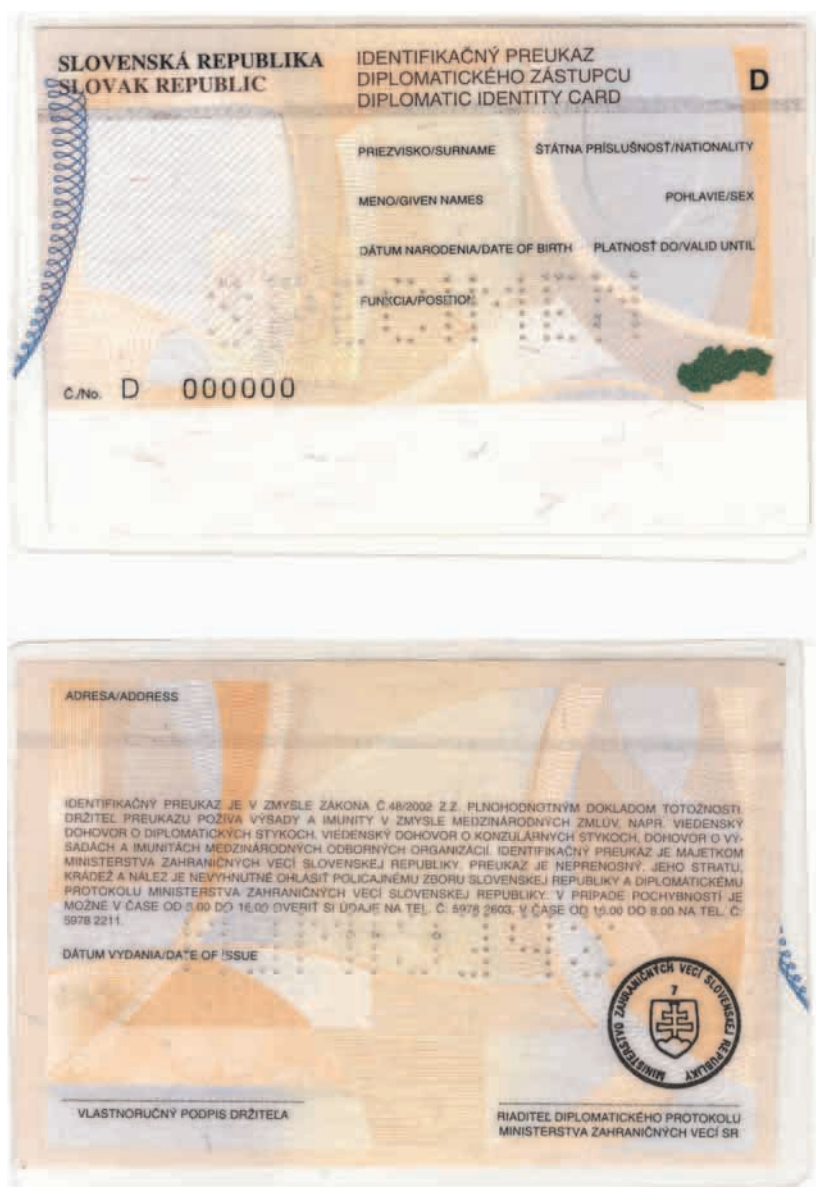 SLOVENSKÁ REPUBLIKA
SLOVAK REPUBLIC
IDENTIFIKAČNÝ PREUKAZ
DIPLOMATICKÉHO ZÁSTUPCU
DIPLOMATIC IDENTITY CARD
D
PRIEZVISKO/SURNAME ŠTÁTNA PRÍSLUŠNOSŤ/NATIONALITY
MENO/GIVEN NAMES POHLAVIE/SEX
DÁTUM NARODENIA/DATE OF BIRTH PLATNOSŤ DO/VALID UNTIL
FUNKCIA/POSITION
Č./No. D 000000
ADRESA/ADDRESS
IDENTIFIKAČNÝ PREUKAZ JE V ZMYSLE ZÁKONA Č.48/2002 Z.Z. PLNOHODNOTNÝM DOKLADOM TOTOŽNOSTI.
DRŽITEL PREUKAZU POŽÍVA VÝSADY A IMUNITY V ZMYSLE MEDZINÁRODNÝCH ZMLÚV, NAPR. VIEDENSKÝ
DOHOVOR O DIPLOMATICKÝCH STYKOCH, VIEDENSKÝ DOHOVOR O KONZULÁRNYCH STYKOCH, DOHOVOR O VÝ-
SADÁCH A IMUNITÁCH MEDZINÁRODNÝCH ODBORNÝCH ORGANIZÁCIÍ. IDENTIFIKAČNÝ PREUKAZ JE MAJETKOM
MINISTERSTVA ZAHRANIČNÝCH VECÍ SLOVENSKEJ REPUBLIKY. PREUKAZ JE NEPRENOSNÝ. JEHO STRATU,
KRÁDEŽ A NÁLEZ JE NEVYHNUTNÉ OHLÁSIŤ POLICAJNÉMU ZBORU SLOVENSKEJ REPUBLIKY A DIPLOMATICKÉMU
PROTOKOLU MINISTERSTVA ZAHRANIČNÝCH VECÍ SLOVENSKEJ REPUBLIKY. V PRÍPADE POCHYBNOSTÍ JE
MOŽNÉ V ČASE OD 8.00 DO 16.00 OVERIŤ SI ÚDAJE NA TEL. Č. 5978 2603, V ČASE OD 16.00 DO 8.00 NA TEL. Č.
5978 2211.
DÁTUM VYDANIA/DATE OF ISSUE
MINISTERSTVO ZAHRANIČNÝCH VECÍ SLOVENSKEJ REPUBLIKY
7
VLASTNORUČNÝ PODPIS DRŽITEĽA
RIADITEĽ DIPLOMATICKÉHO PROTOKOLU
MINISTERSTVA ZAHRANIČNÝCH VECÍ SR